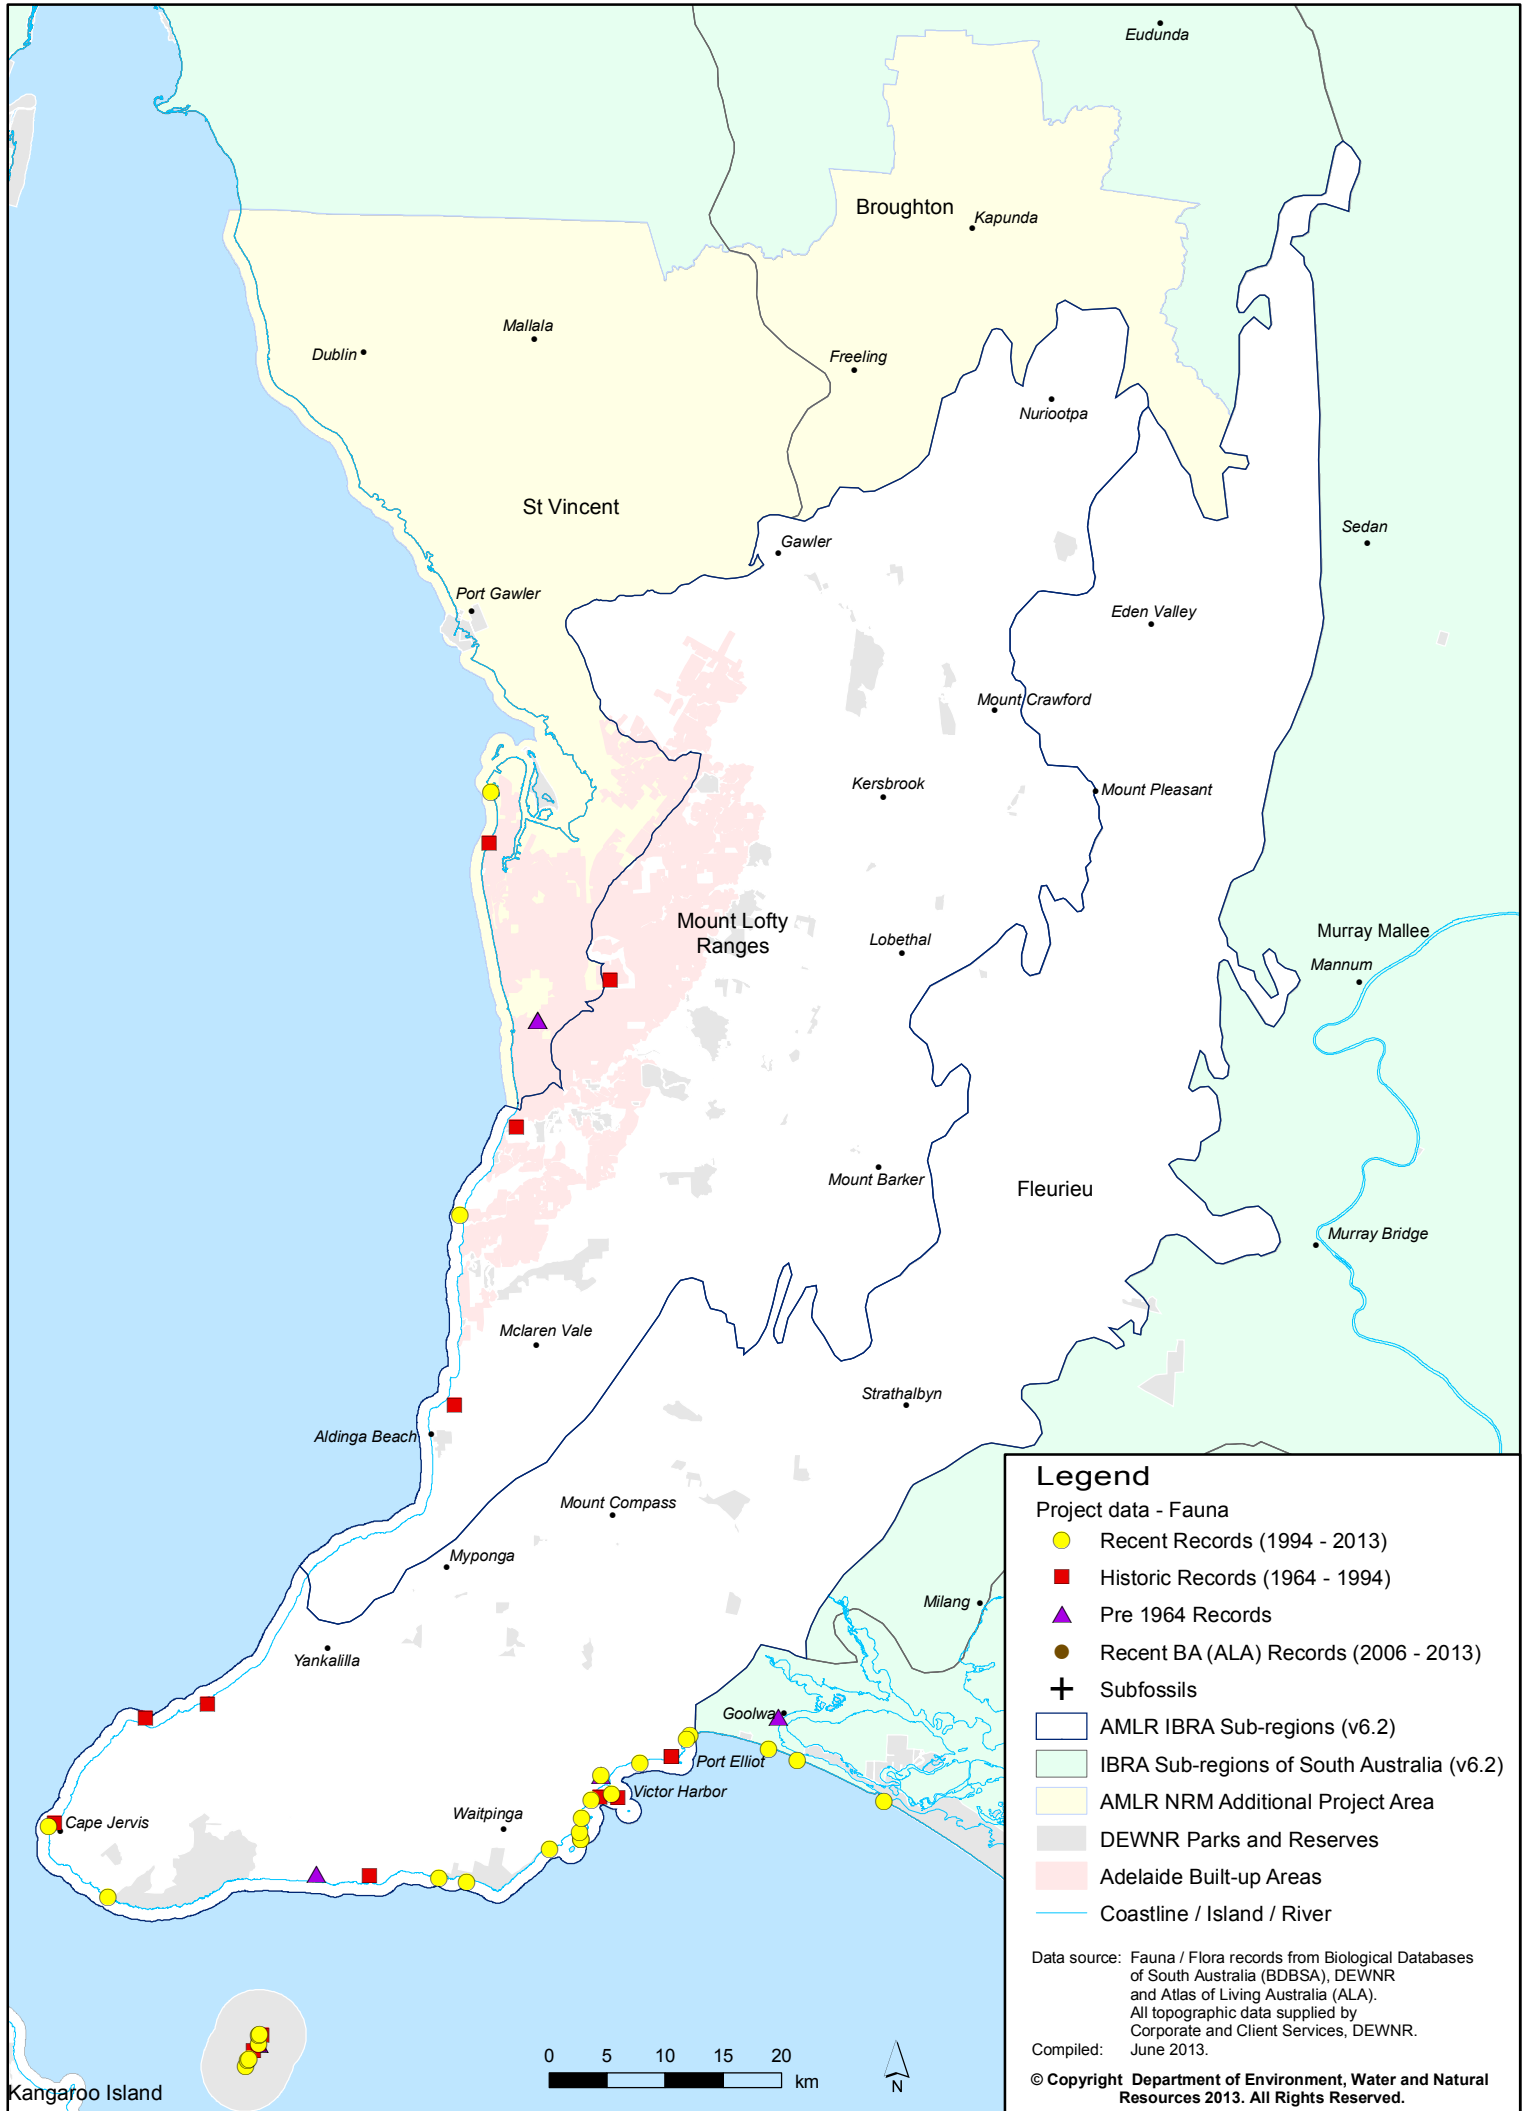 Eudunda
Broughton
Kapunda
Mallala
Dublin
Freeling
Nuriootpa
St Vincent
Sedan
Gawler
Port Gawler
Eden Valley
Mount Crawford
Kersbrook
Mount Pleasant
Mount Lofty
Ranges
Lobethal
Murray Mallee
Mannum
Mount Barker
Fleurieu
Murray Bridge
Mclaren Vale
Strathalbyn
Aldinga Beach
Mount Compass
Myponga
Milang
Yankalilla
Goolwa
Port Elliot
Victor Harbor
Waitpinga
Cape Jervis
Kangaroo Island
0 5 10 15 20
km
N
Legend
Project data - Fauna
Recent Records (1994 - 2013)
Historic Records (1964 - 1994)
Pre 1964 Records
Recent BA (ALA) Records (2006 - 2013)
Subfossils
AMLR IBRA Sub-regions (v6.2)
IBRA Sub-regions of South Australia (v6.2)
AMLR NRM Additional Project Area
DEWNR Parks and Reserves
Adelaide Built-up Areas
Coastline / Island / River
Data source: Fauna / Flora records from Biological Databases
of South Australia (BDBSA), DEWNR
and Atlas of Living Australia (ALA).
All topographic data supplied by
Corporate and Client Services, DEWNR.
Compiled: June 2013.
© Copyright Department of Environment, Water and Natural
Resources 2013. All Rights Reserved.